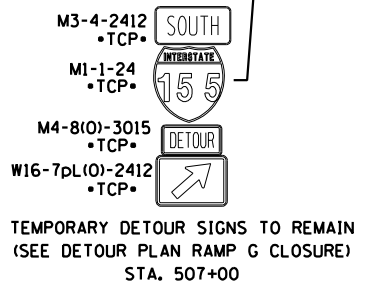 M3-4-2412
•TCP•
SOUTH
M1-1-24
•TCP•
INTERSTATE
15 5
M4-8(O)-3015
•TCP•
DETOUR
W16-7pL(O)-2412
•TCP•
TEMPORARY DETOUR SIGNS TO REMAIN
(SEE DETOUR PLAN RAMP G CLOSURE)
STA. 507+00